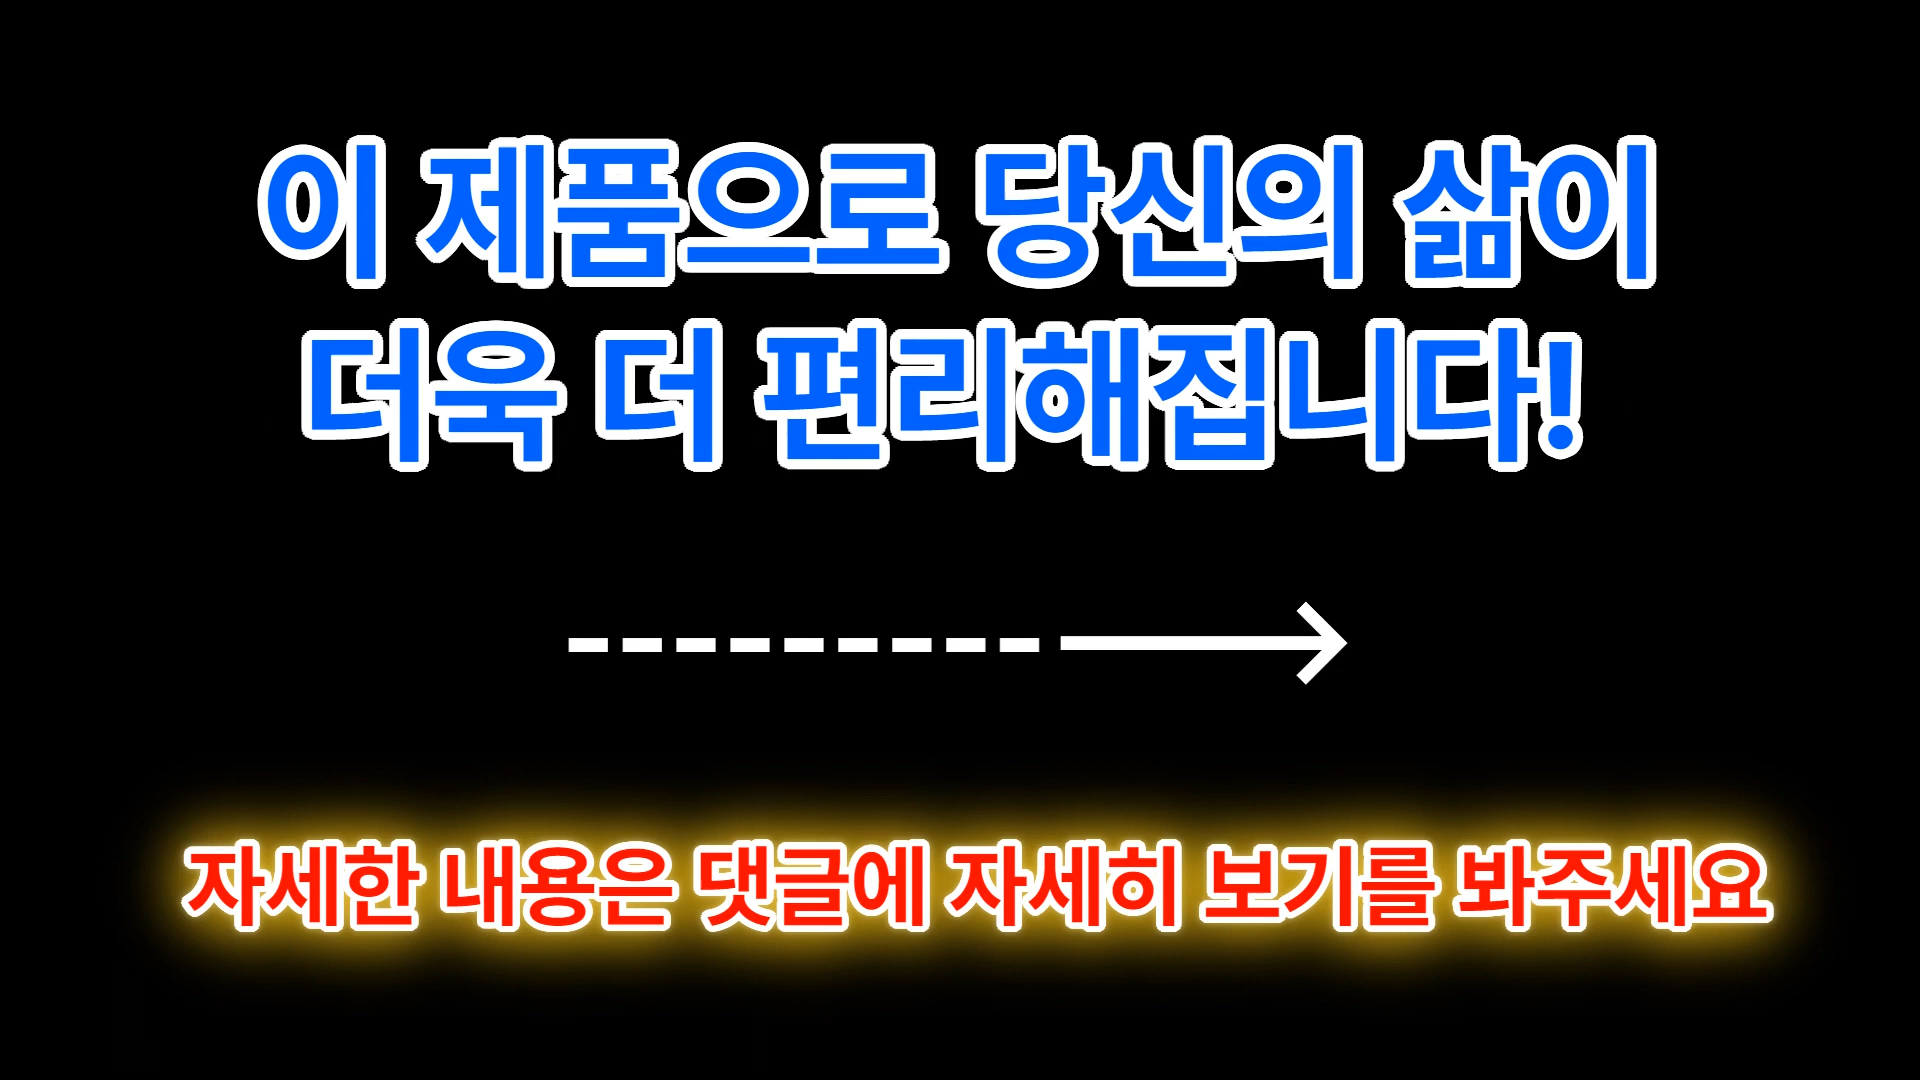 이 제품으로 당신의 삶이
더욱 더 편리해집니다!
자세한 내용은 댓글에 자세히 보기를 봐주세요